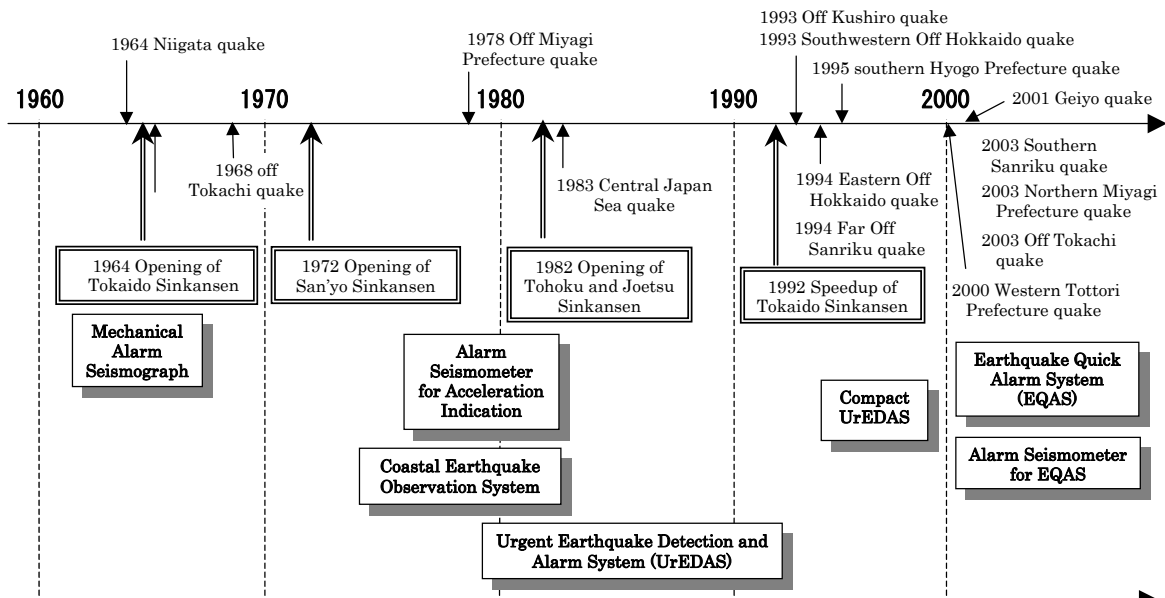 1964 Niigata quake
1978 Off Miyagi
Prefecture quake
1993 Off Kushiro quake
1993 Southwestern Off Hokkaido quake
1995 southern Hyogo Prefecture quake
2001 Geiyo quake
1960
1970
1980
1990
2000
1968 off
Tokachi quake
1983 Central Japan
Sea quake
1994 Eastern Off
Hokkaido quake
1994 Far Off
Sanriku quake
2003 Southern
Sanriku quake
2003 Northern Miyagi
Prefecture quake
2003 Off Tokachi
quake
2000 Western Tottori
Prefecture quake
1964 Opening of
Tokaido Sinkansen
1972 Opening of
San'yo Sinkansen
1982 Opening of
Tohoku and Joetsu
Sinkansen
1992 Speedup of
Tokaido Sinkansen
Mechanical
Alarm
Seismograph
Alarm
Seismometer
for Acceleration
Indication
Coastal Earthquake
Observation System
Urgent Earthquake Detection and
Alarm System (UrEDAS)
Compact
UrEDAS
Earthquake Quick
Alarm System
(EQAS)
Alarm Seismometer
for EQAS